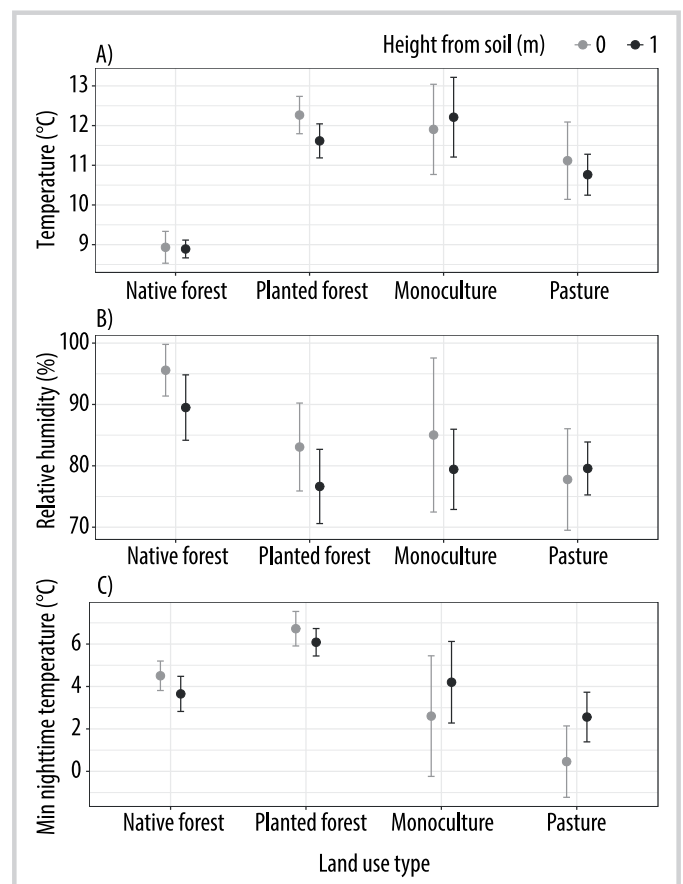 A)
Height from soil (m) 0 1
Temperature (°C)
13
12
11
10
9
Native forest Planted forest Monoculture Pasture
B)
Relative humidity (%)
100
90
80
70
Native forest Planted forest Monoculture Pasture
C)
Min nighttime temperature (°C)
6
4
2
0
Native forest Planted forest Monoculture Pasture
Land use type